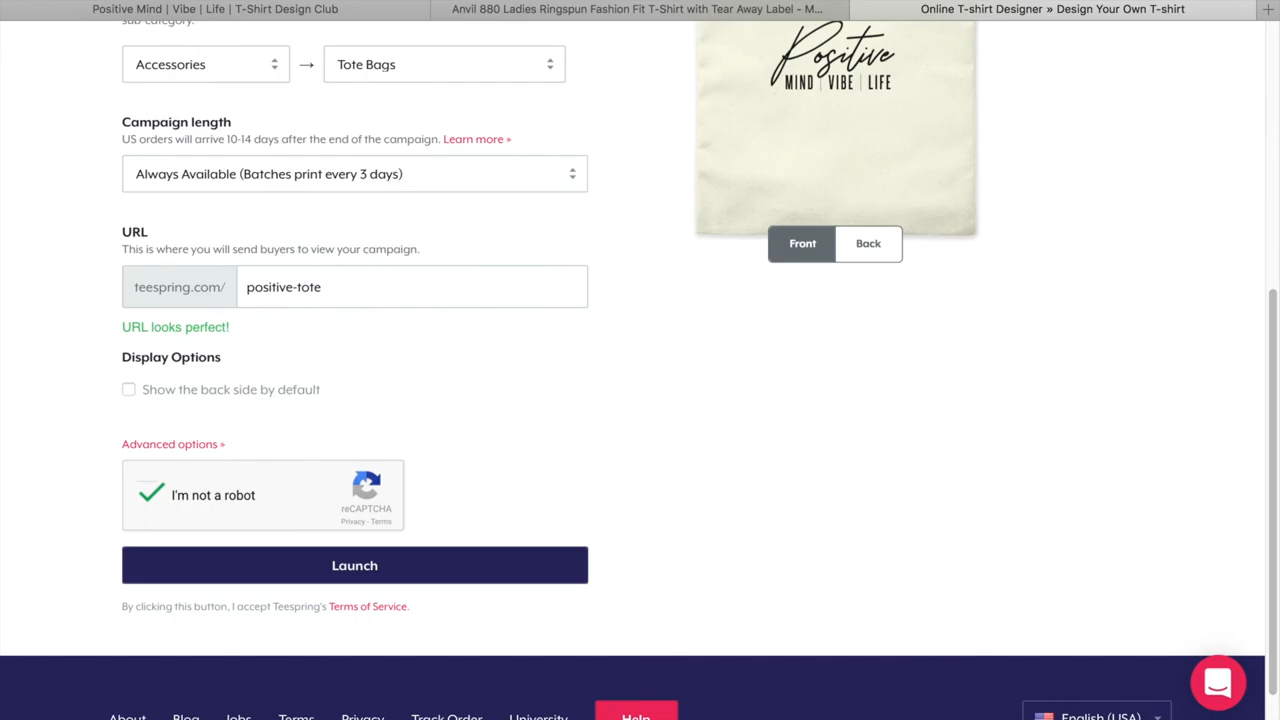 Positive Mind | Vibe | Life | T-Shirt Design Club
Anvil 880 Ladies Ringspun Fashion Fit T-Shirt with Tear Away Label - M...
Online T-shirt Designer » Design Your Own T-shirt
sub category.
Accessories
→
Tote Bags
Campaign length
US orders will arrive 10-14 days after the end of the campaign. Learn more »
Always Available (Batches print every 3 days)
URL
This is where you will send buyers to view your campaign.
teespring.com/
positive-tote
URL looks perfect!
Display Options
Show the back side by default
Advanced options »
I'm not a robot
reCAPTCHA
Privacy - Terms
Launch
By clicking this button, I accept Teespring's Terms of Service.
Positive
MIND | VIBE | LIFE
Front
Back
About
Blog
Jobs
Terms
Privacy
Track Order
University
Help
English (USA)